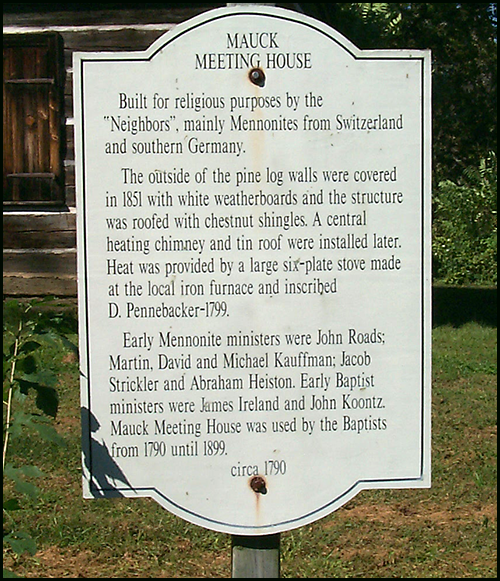 MAUCK
MEETING HOUSE
Built for religious purposes by the
"Neighbors", mainly Mennonites from Switzerland
and southern Germany.
The outside of the pine log walls were covered
in 1851 with white weatherboards and the structure
was roofed with chestnut shingles. A central
heating chimney and tin roof were installed later.
Heat was provided by a large six-plate stove made
at the local iron furnace and inscribed
D. Pennebacker-1799.
Early Mennonite ministers were John Roads;
Martin, David and Michael Kauffman; Jacob
Strickler and Abraham Heiston. Early Baptist
ministers were James Ireland and John Koontz.
Mauck Meeting House was used by the Baptists
from 1790 until 1899.
circa 1790